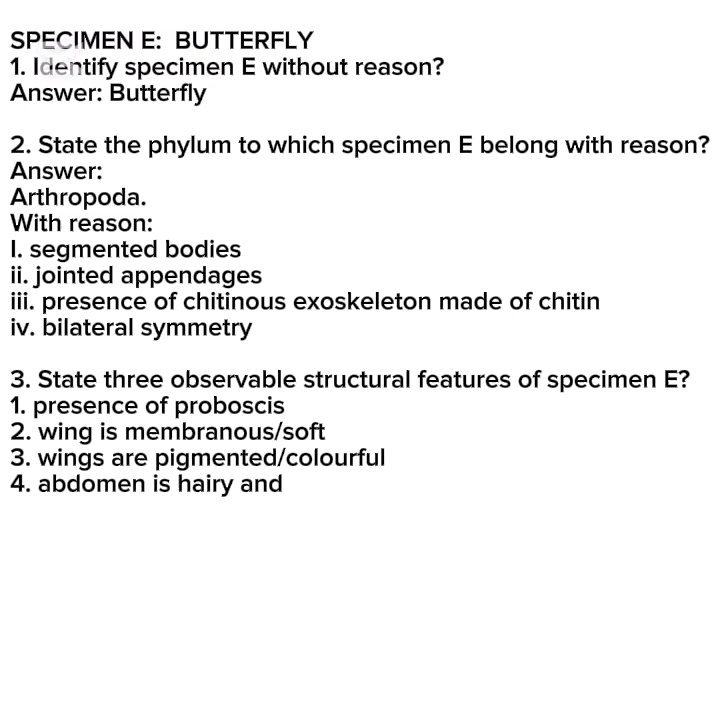 SPECIMEN E: BUTTERFLY
1. Identify specimen E without reason?
Answer: Butterfly
2. State the phylum to which specimen E belong with reason?
Answer:
Arthropoda.
With reason:
I. segmented bodies
ii. jointed appendages
iii. presence of chitinous exoskeleton made of chitin
iv. bilateral symmetry
3. State three observable structural features of specimen E?
1. presence of proboscis
2. wing is membranous/soft
3. wings are pigmented/colourful
4. abdomen is hairy and